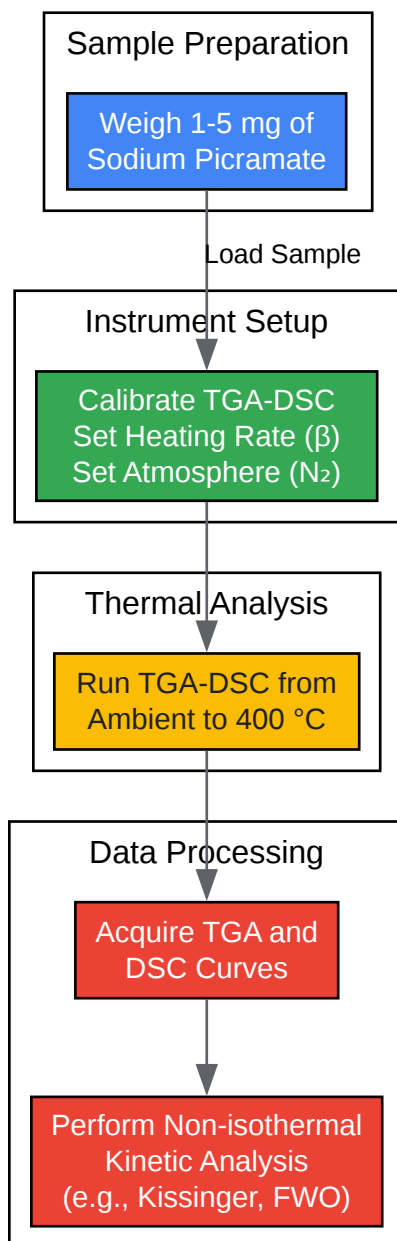 Sample Preparation
Weigh 1-5 mg of
Sodium Picramate
Load Sample
Instrument Setup
Calibrate TGA-DSC
Set Heating Rate (β)
Set Atmosphere (N₂)
Thermal Analysis
Run TGA-DSC from
Ambient to 400 °C
Data Processing
Acquire TGA and
DSC Curves
Perform Non-isothermal
Kinetic Analysis
(e.g., Kissinger, FWO)